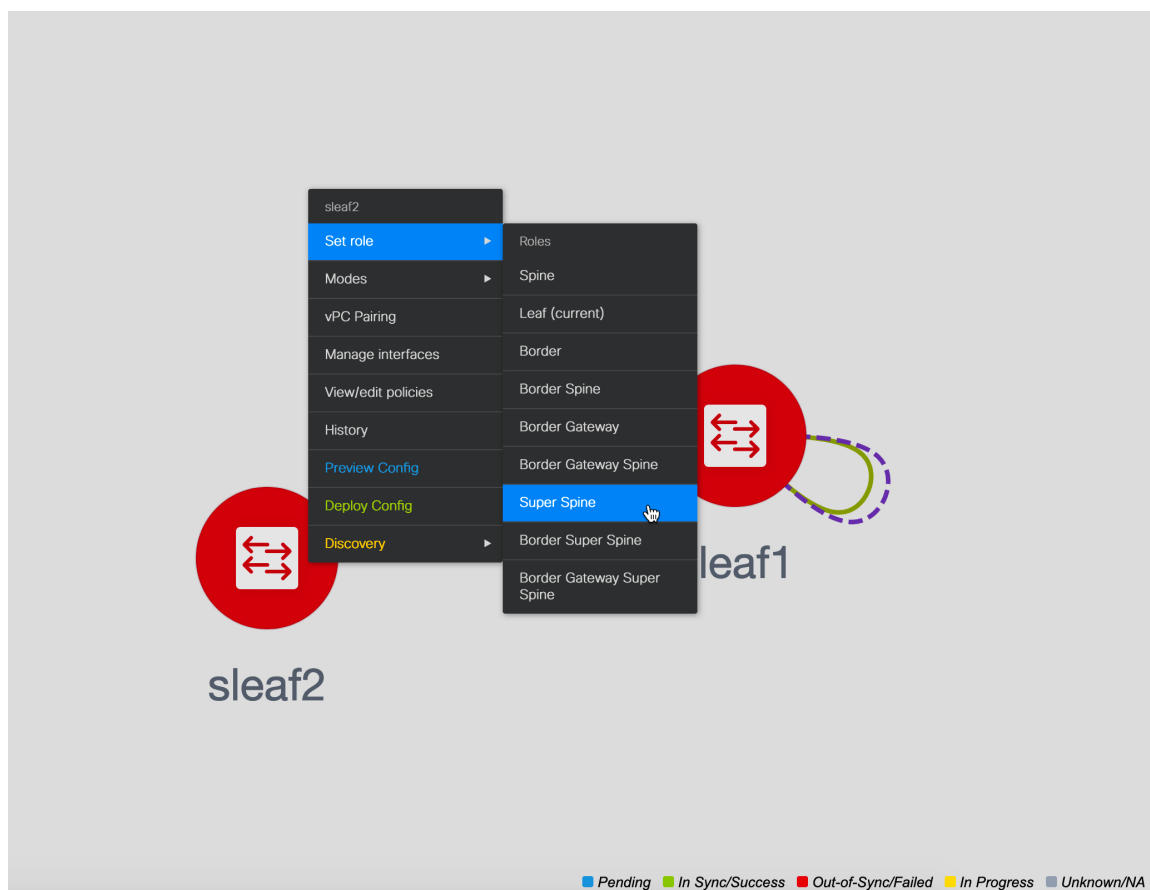 sleaf2
Set role
Modes
vPC Pairing
Manage interfaces
View/edit policies
History
Preview Config
Deploy Config
Discovery
Roles
Spine
Leaf (current)
Border
Border Spine
Border Gateway
Border Gateway Spine
Super Spine
Border Super Spine
Border Gateway Super
Spine
leaf1
sleaf2
Pending In Sync/Success Out-of-Sync/Failed In Progress Unknown/NA